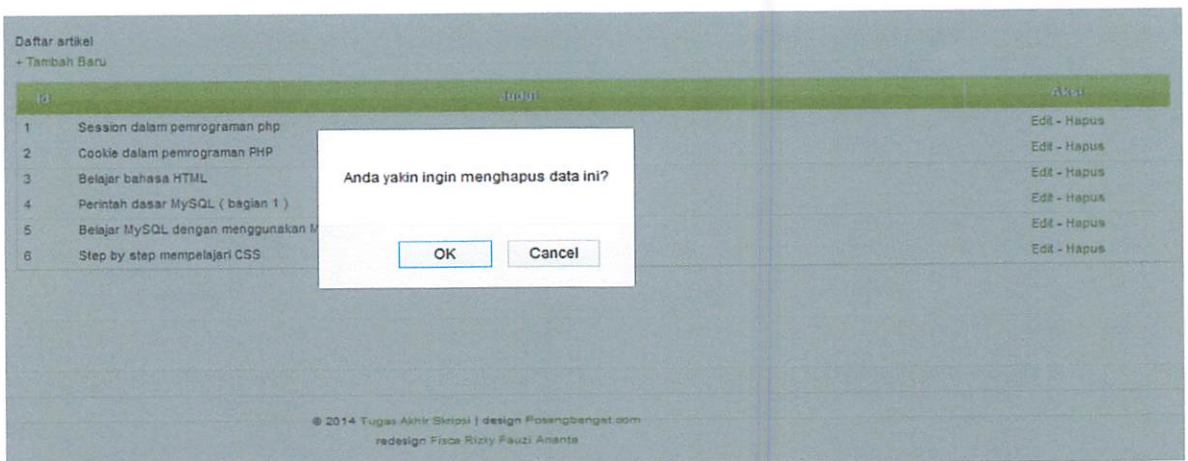 Daftar artikel
+ Tambah Baru
Id Judul Aksi
1 Session dalam pemrograman php Edit - Hapus
2 Cookie dalam pemrograman PHP Edit - Hapus
3 Belajar bahasa HTML Edit - Hapus
4 Perintah dasar MySQL ( bagian 1 ) Edit - Hapus
5 Belajar MySQL dengan menggunakan M Edit - Hapus
6 Step by step mempelajari CSS Edit - Hapus
Anda yakin ingin menghapus data ini?
OK Cancel
© 2014 Tugas Akhir Skripsi | design Posengbanget.com
redesign Fisca Rizky Fauzi Ananta